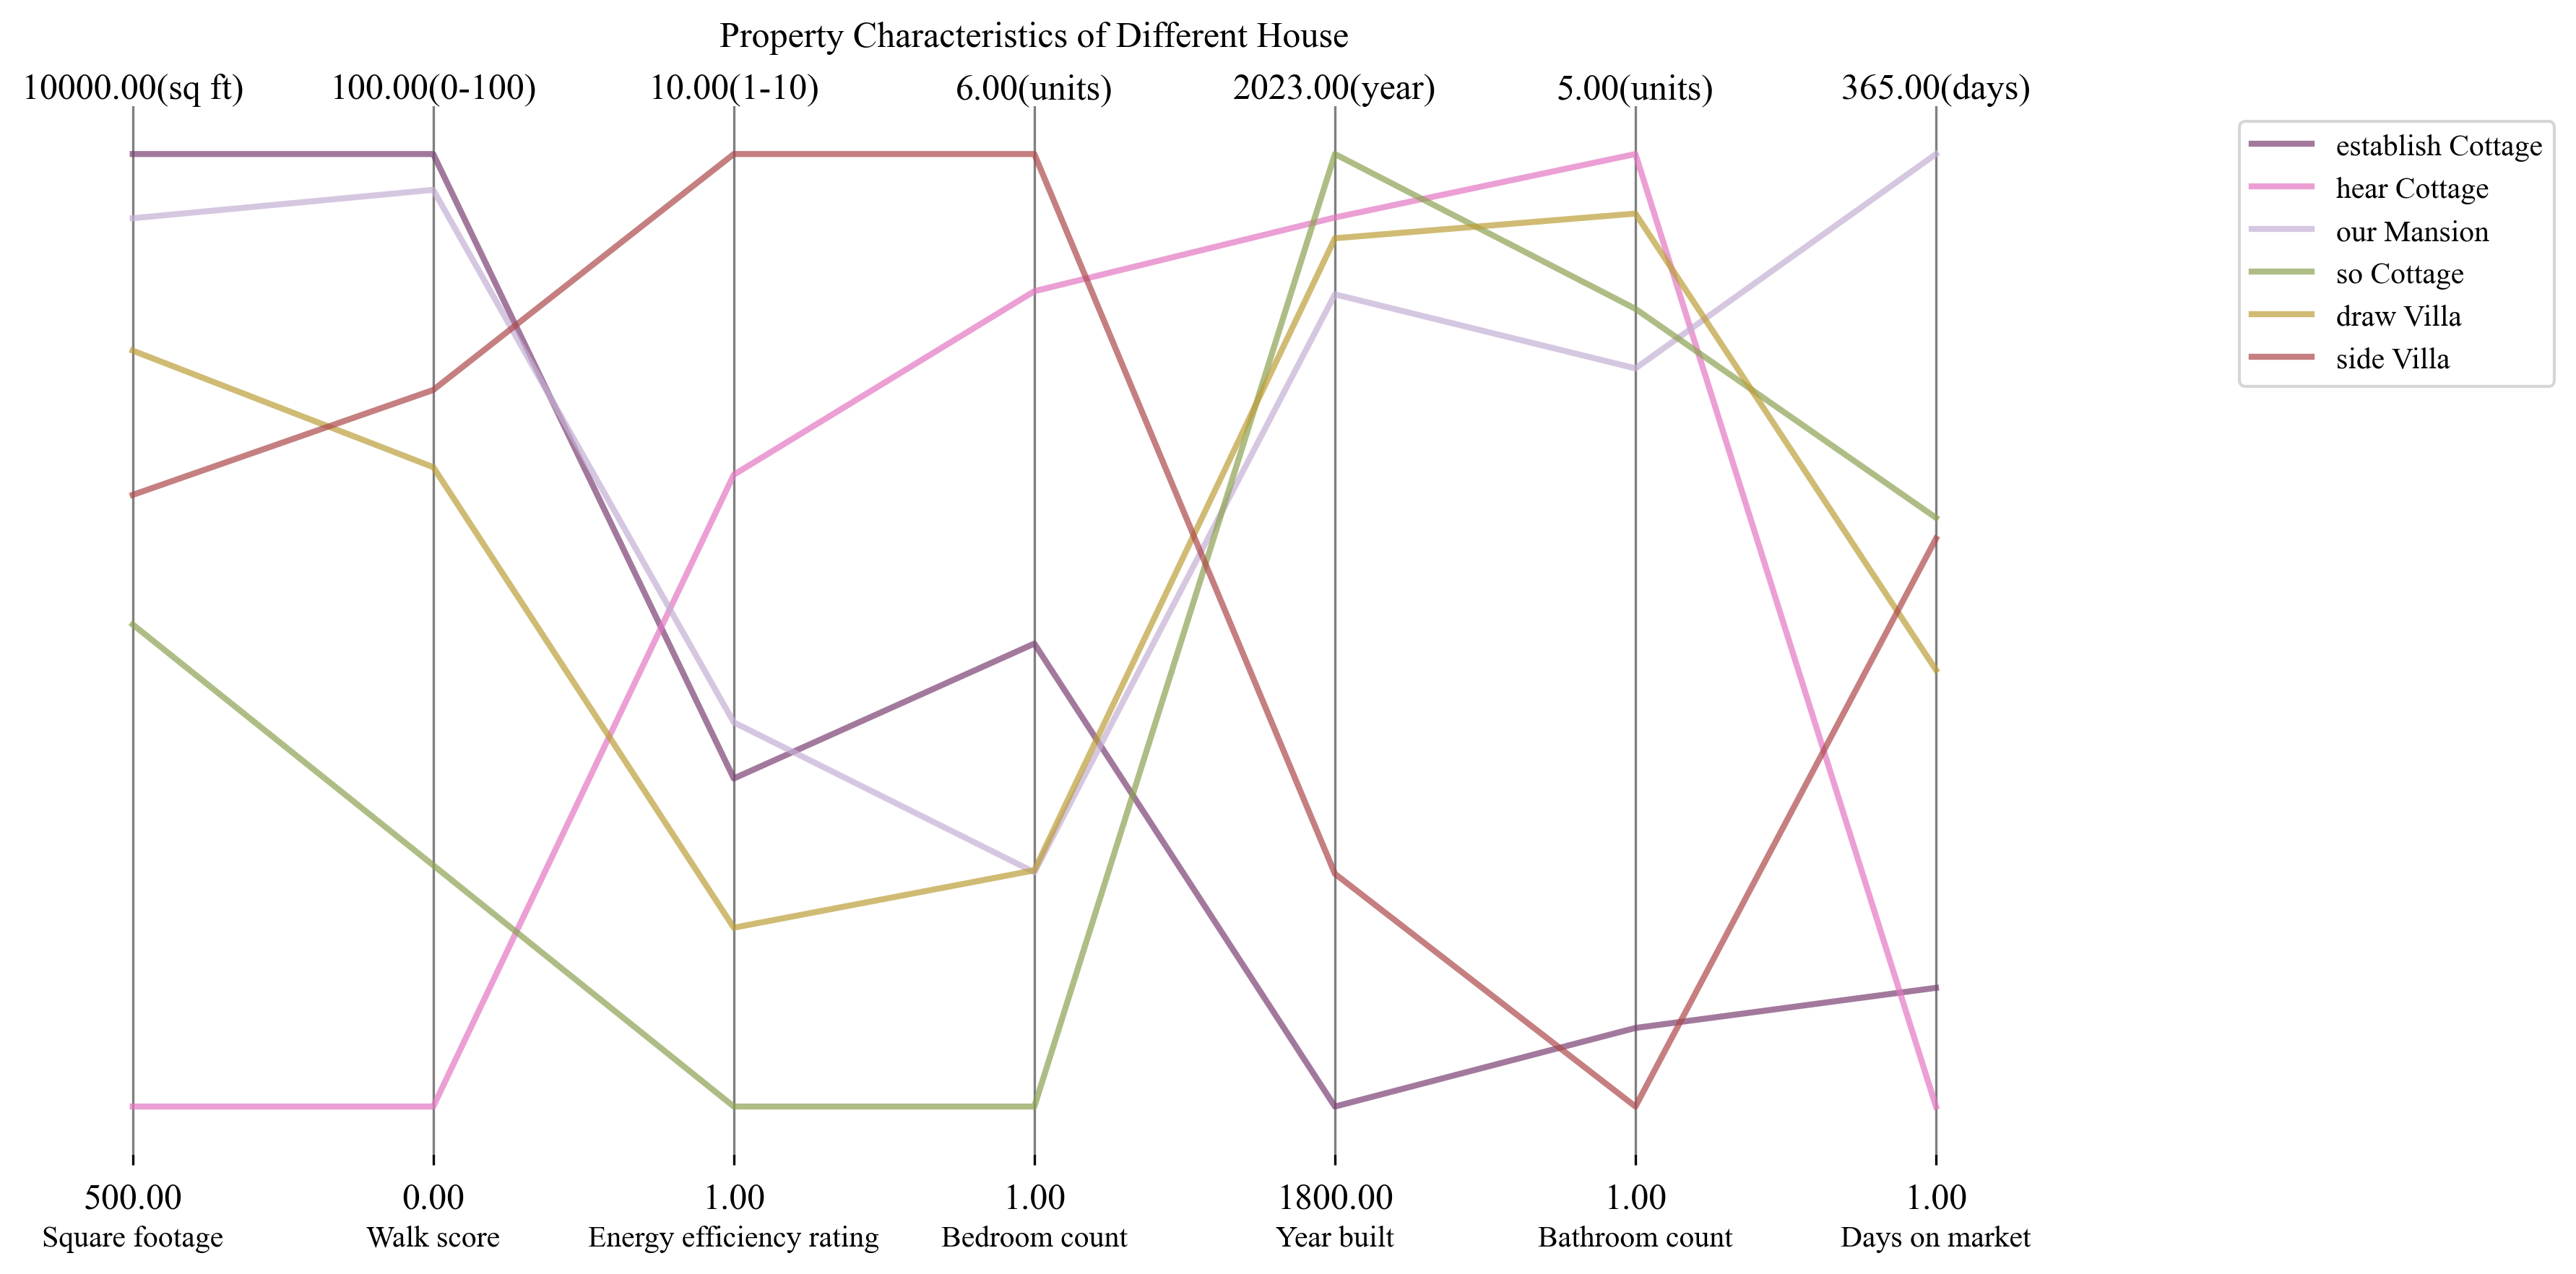 Property Characteristics of Different House
10000.00(sq ft) 100.00(0-100) 10.00(1-10) 6.00(units) 2023.00(year) 5.00(units) 365.00(days)
establish Cottage
hear Cottage
our Mansion
so Cottage
draw Villa
side Villa
500.00 0.00 1.00 1.00 1800.00 1.00 1.00
Square footage Walk score Energy efficiency rating Bedroom count Year built Bathroom count Days on market